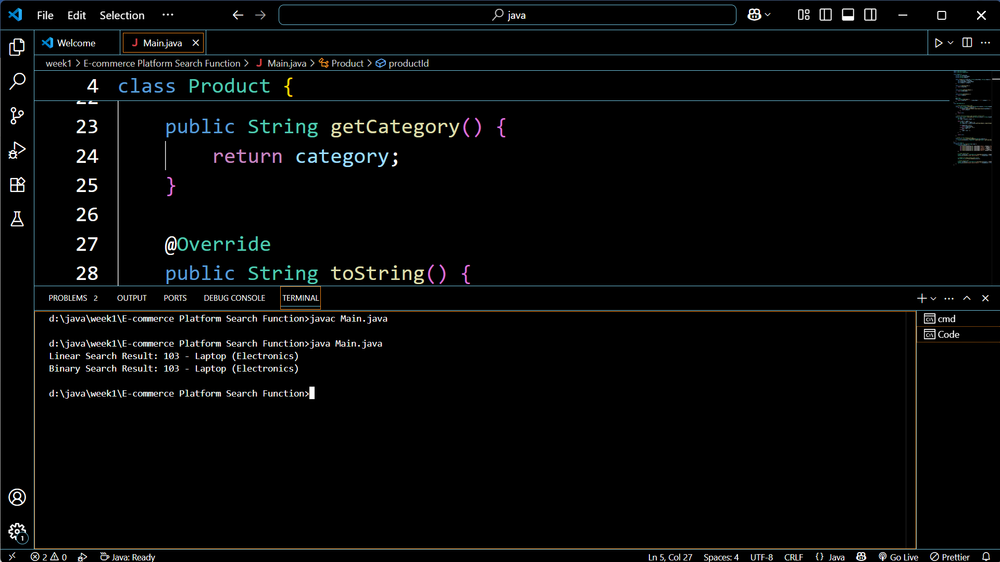 File Edit Selection ··· java
Welcome Main.java
week1 > E-commerce Platform Search Function > Main.java > Product > productId
4 class Product {
22
23 public String getCategory() {
24 return category;
25 }
26
27 @Override
28 public String toString() {
PROBLEMS 2 OUTPUT PORTS DEBUG CONSOLE TERMINAL
d:\java\week1\E-commerce Platform Search Function>javac Main.java
d:\java\week1\E-commerce Platform Search Function>java Main.java
Linear Search Result: 103 - Laptop (Electronics)
Binary Search Result: 103 - Laptop (Electronics)
d:\java\week1\E-commerce Platform Search Function>
cmd
Code
1
2 0 Java: Ready Ln 5, Col 27 Spaces: 4 UTF-8 CRLF {} Java Go Live Prettier